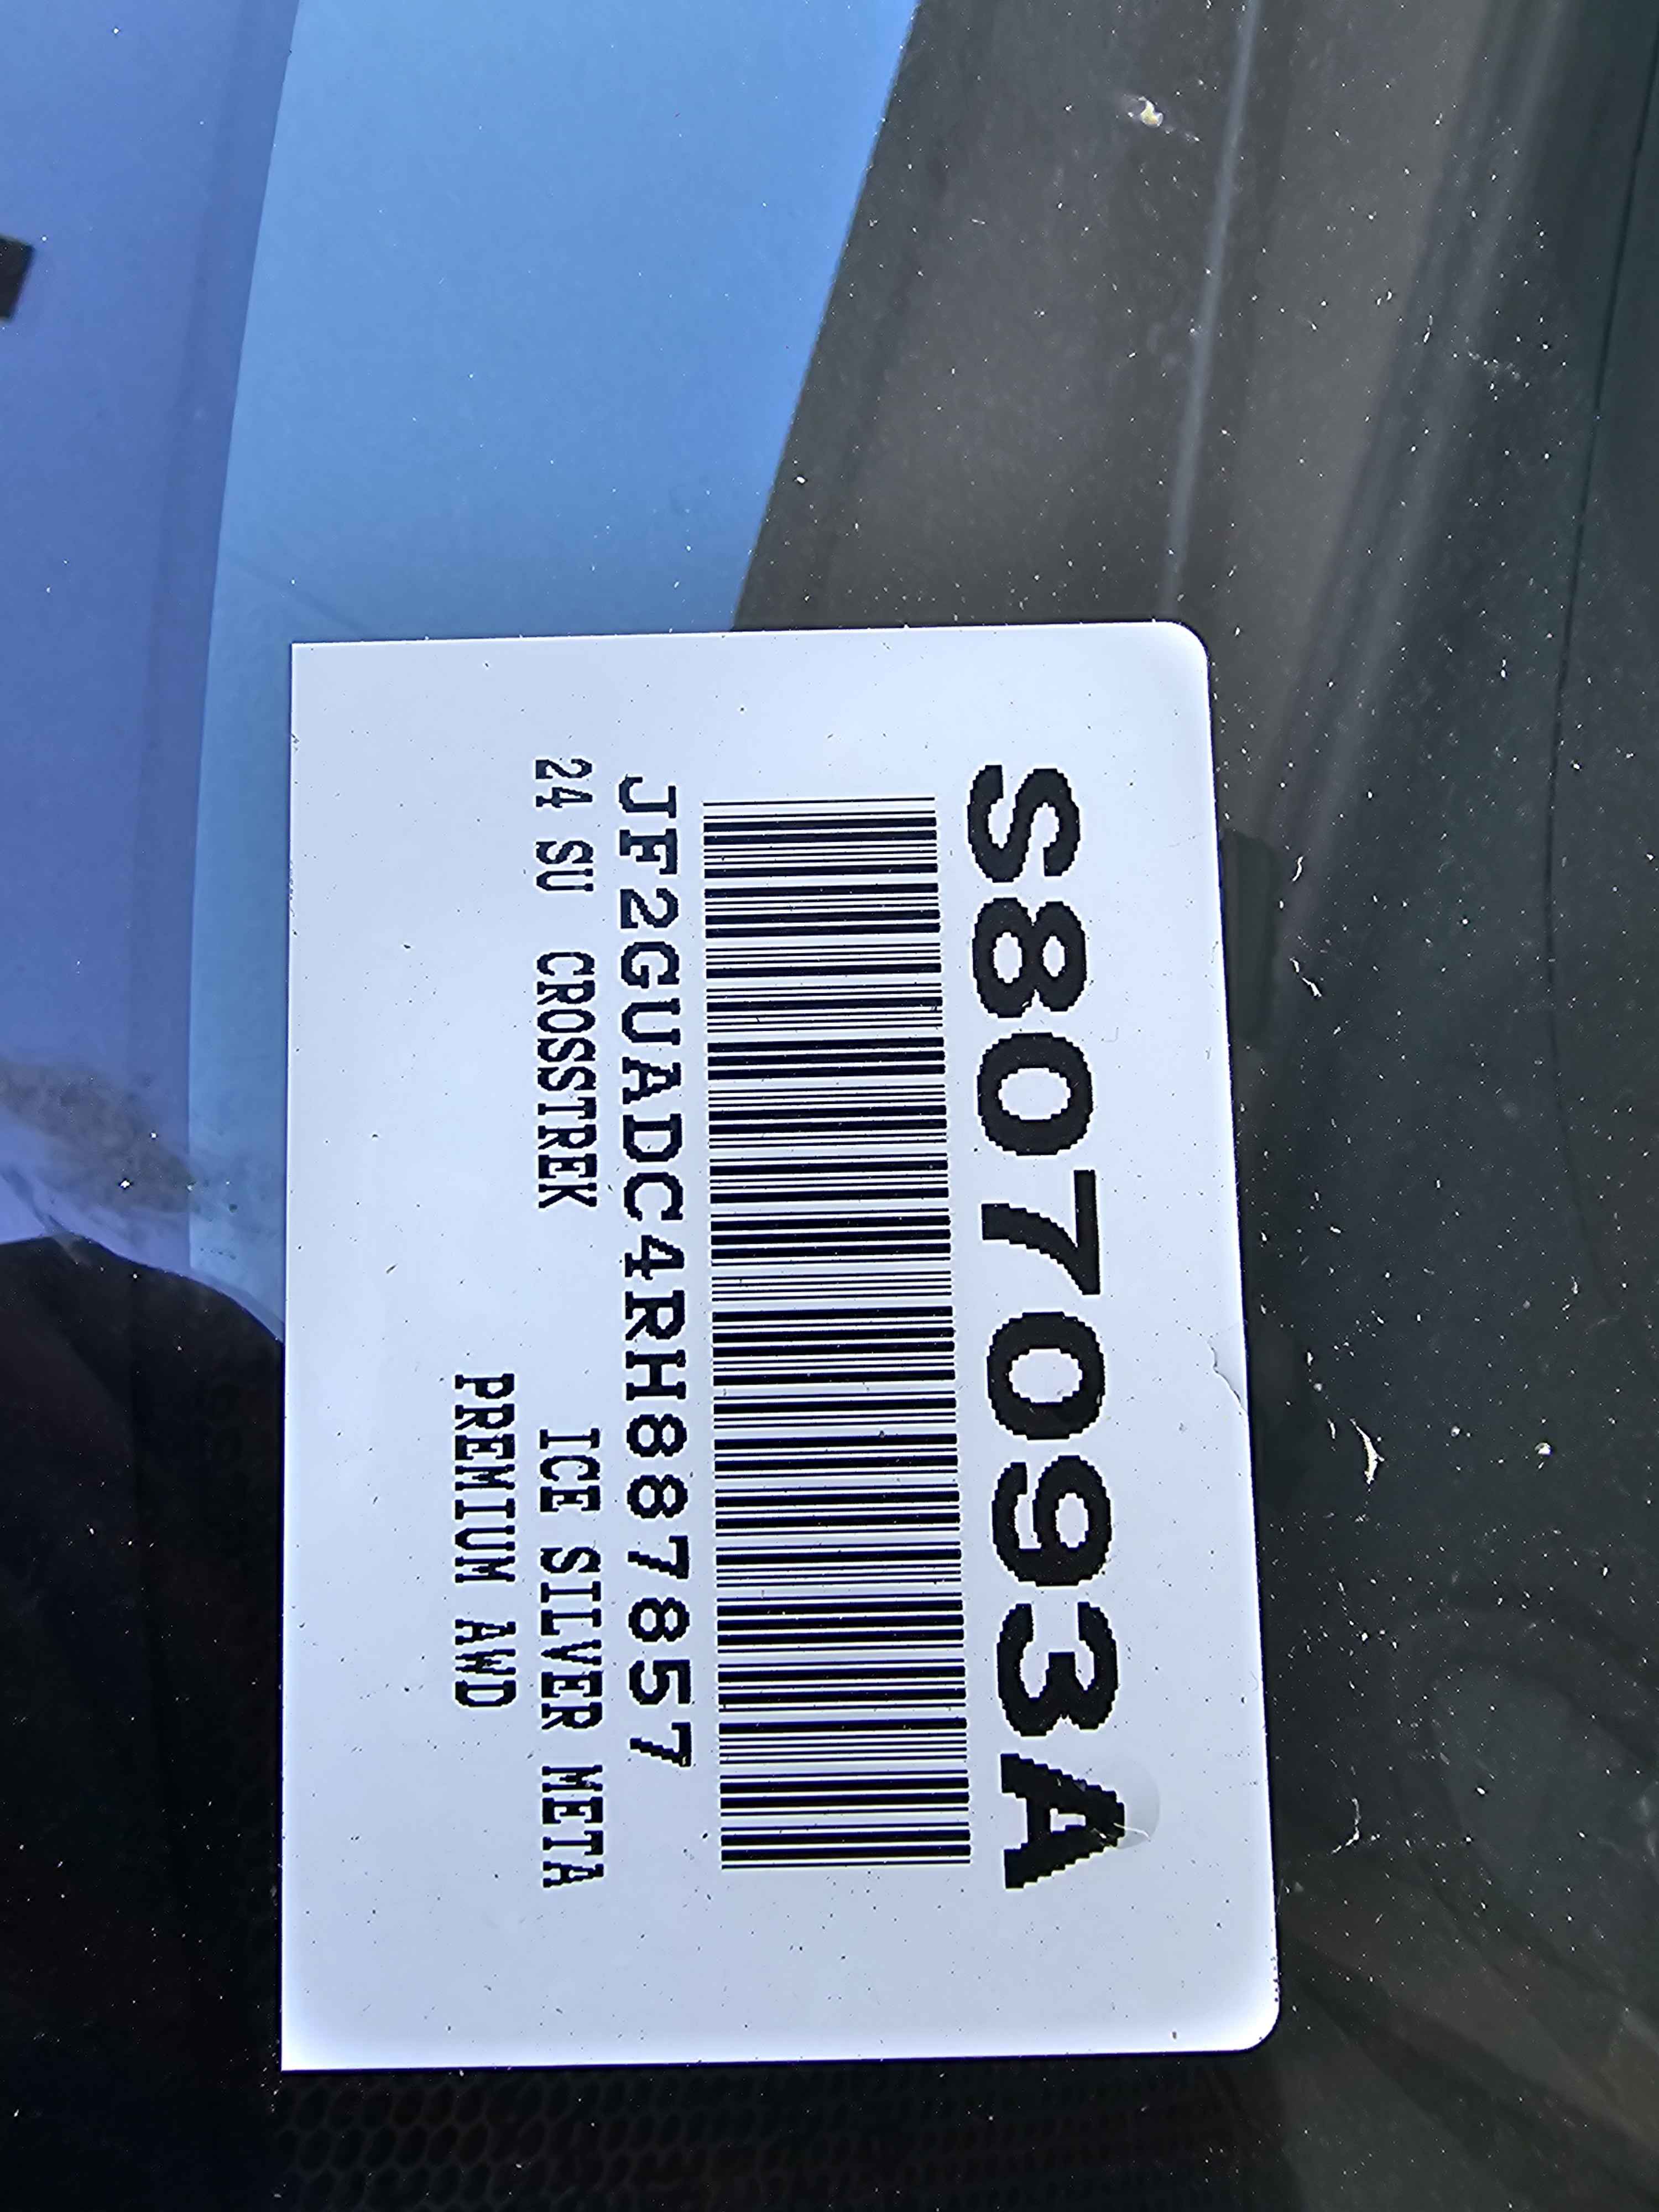 S807093A
JF2GUADC4RH887857
24 SU CROSSTREK ICE SILVER META
PREMIUM AWD